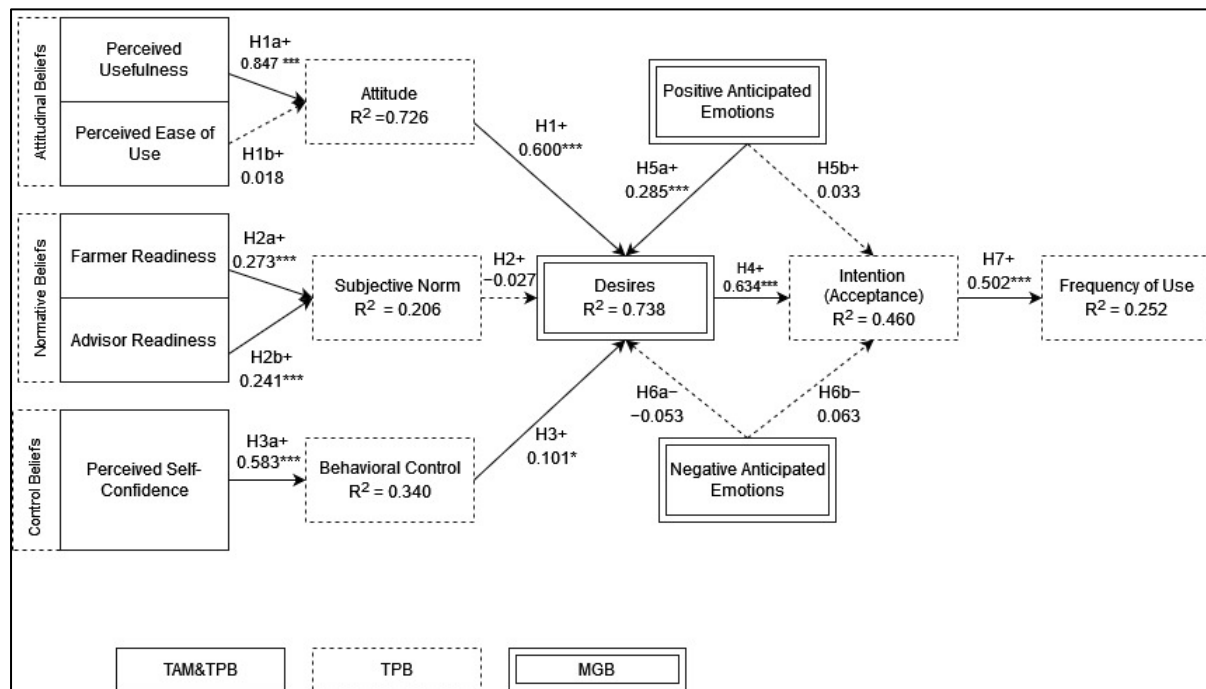 Attitudinal Beliefs
Perceived
Usefulness
Perceived Ease of
Use
H1a+
0.847 ***
H1b+
0.018
Attitude
R² =0.726
H1+
0.600***
Positive Anticipated
Emotions
H5a+
0.285***
H5b+
0.033
Normative Beliefs
Farmer Readiness
Advisor Readiness
H2a+
0.273***
H2b+
0.241***
Subjective Norm
R² = 0.206
H2+
−0.027
Desires
R² = 0.738
H4+
0.634***
Intention
(Acceptance)
R² = 0.460
H7+
0.502***
Frequency of Use
R² = 0.252
Control Beliefs
Perceived Self-
Confidence
H3a+
0.583***
Behavioral Control
R² = 0.340
H3+
0.101*
H6a−
−0.053
H6b−
0.063
Negative Anticipated
Emotions
TAM&TPB
TPB
MGB